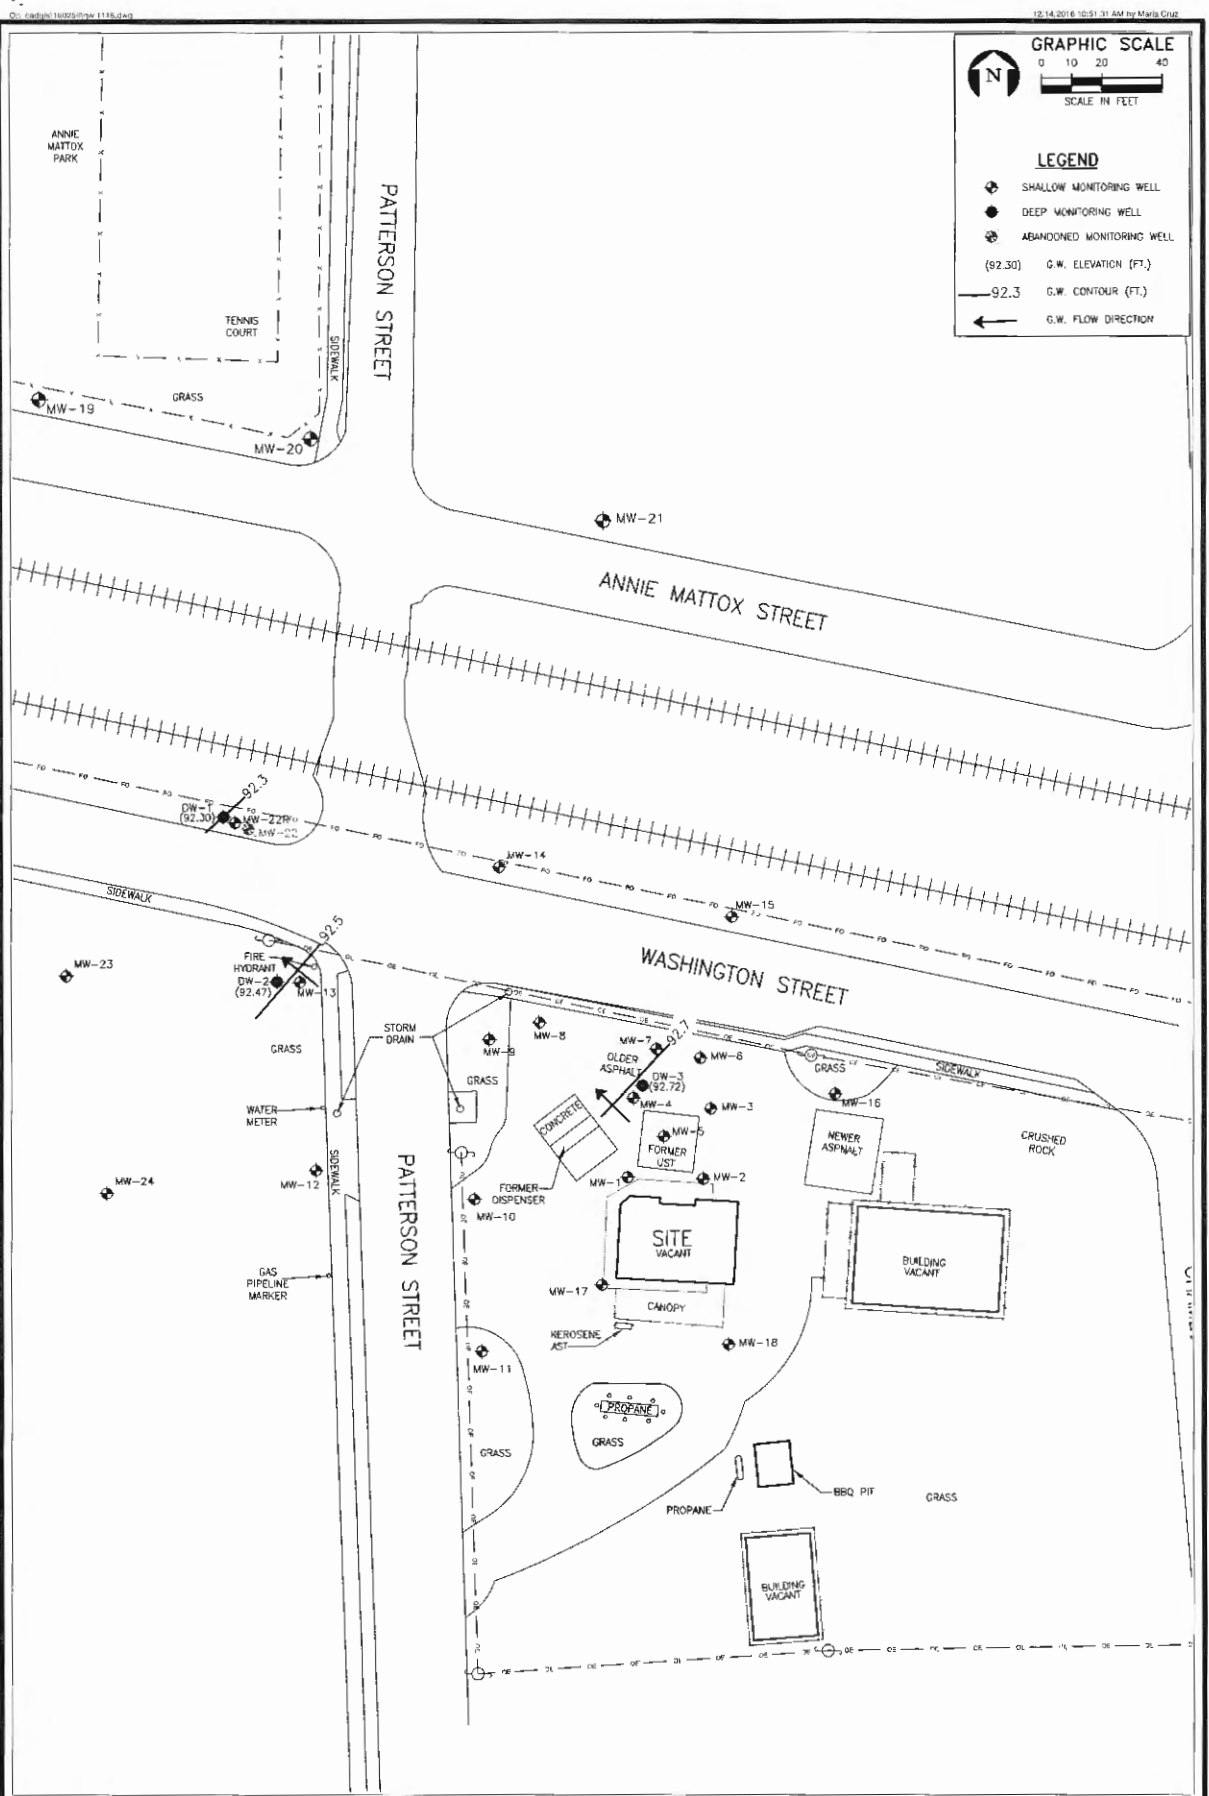 12,14,2016 10:51:31 AM by Maris Cruz
GRAPHIC SCALE
0 10 20 40
SCALE IN FEET
N
LEGEND
SHALLOW MONITORING WELL
DEEP MONITORING WELL
ABANDONED MONITORING WELL
(92.30) G.W. ELEVATION (FT.)
92.3 G.W. CONTOUR (FT.)
G.W. FLOW DIRECTION
ANNIE
MATTOX
PARK
TENNIS
COURT
SIDEWALK
PATTERSON STREET
GRASS
MW-19
MW-20
MW-21
ANNIE MATTOX STREET
92.3
DW-1
(92.30)
MW-22R
MW-22
MW-14
MW-15
SIDEWALK
92.5
FIRE
HYDRANT
DW-2
(92.47)
MW-13
MW-23
GRASS
WASHINGTON STREET
STORM
DRAIN
MW-9
MW-8
MW-7
92.7
MW-6
OLDER
ASPHALT
DW-3
(92.72)
MW-4
MW-3
GRASS
SIDEWALK
MW-16
GRASS
CONCRETE
MW-5
FORMER
UST
NEWER
ASPHALT
CRUSHED
ROCK
WATER
METER
SIDEWALK
MW-12
MW-24
PATTERSON STREET
FORMER
DISPENSER
MW-10
MW-1
MW-2
SITE
VACANT
BUILDING
VACANT
GAS
PIPELINE
MARKER
MW-17
CANOPY
KEROSENE
AST
MW-18
MW-11
PROPANE
GRASS
GRASS
BBQ PIT
PROPANE
GRASS
BUILDING
VACANT